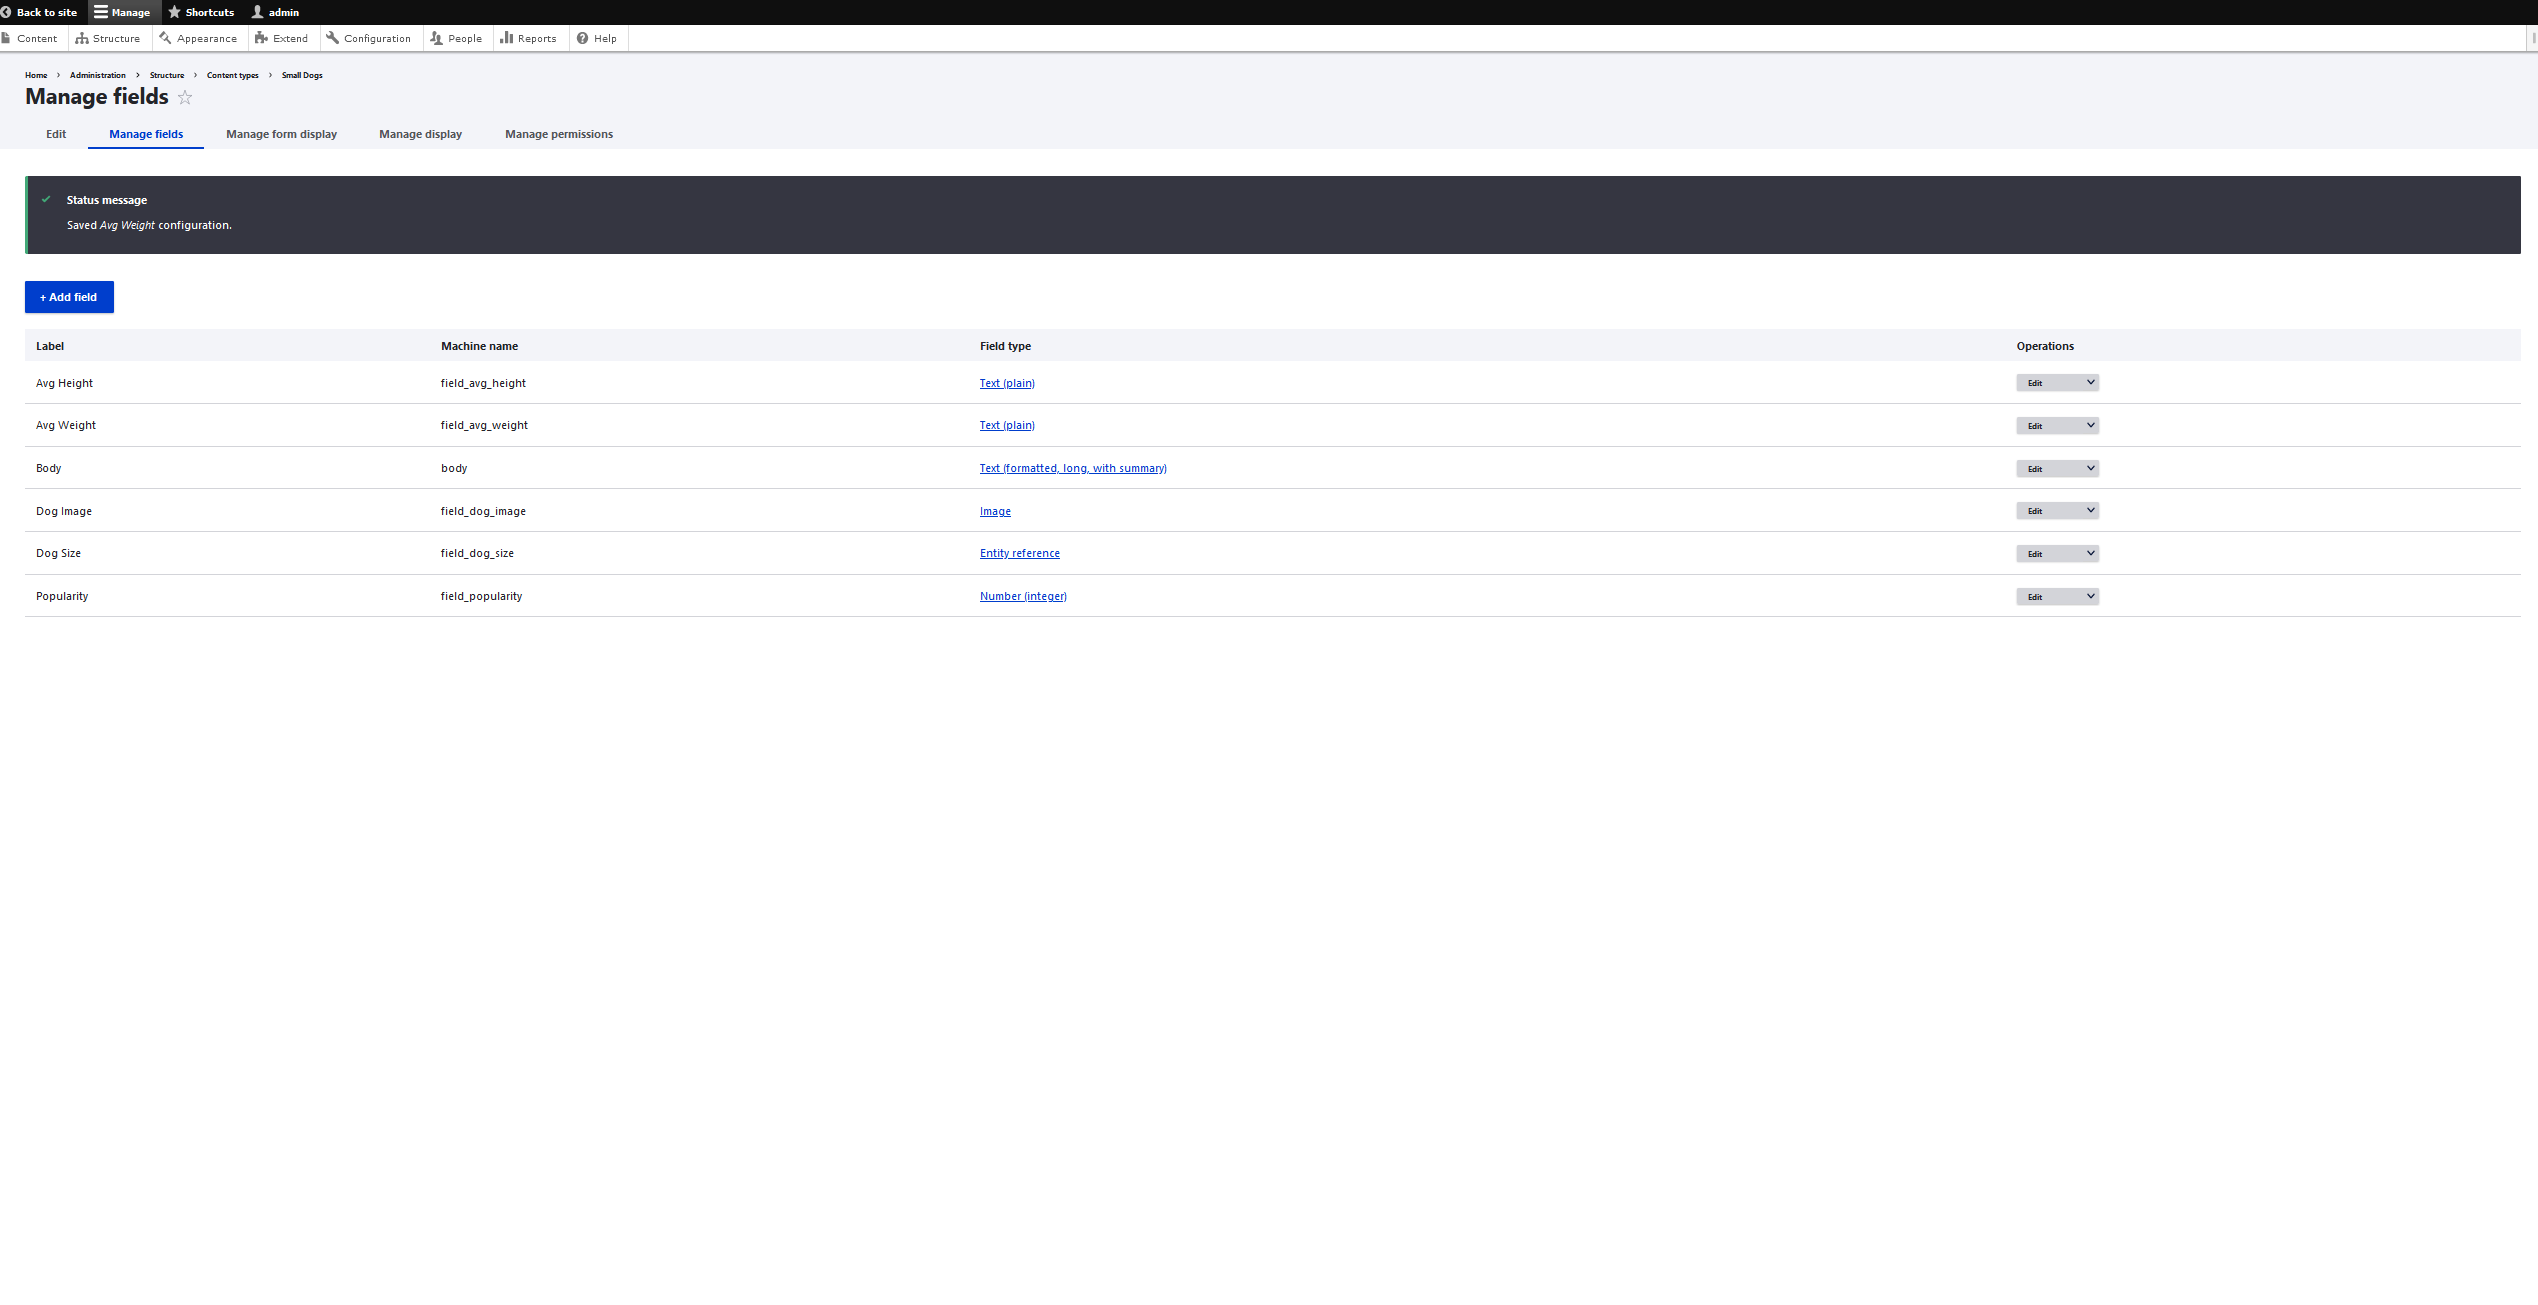 Back to site Manage Shortcuts admin
Content Structure Appearance Extend Configuration People Reports Help
Home › Administration › Structure › Content types › Small Dogs
Manage fields
Edit Manage fields Manage form display Manage display Manage permissions
Status message
Saved Avg Weight configuration.
+ Add field
Label Machine name Field type Operations
Avg Height field_avg_height Text (plain) Edit
Avg Weight field_avg_weight Text (plain) Edit
Body body Text (formatted, long, with summary) Edit
Dog Image field_dog_image Image Edit
Dog Size field_dog_size Entity reference Edit
Popularity field_popularity Number (integer) Edit